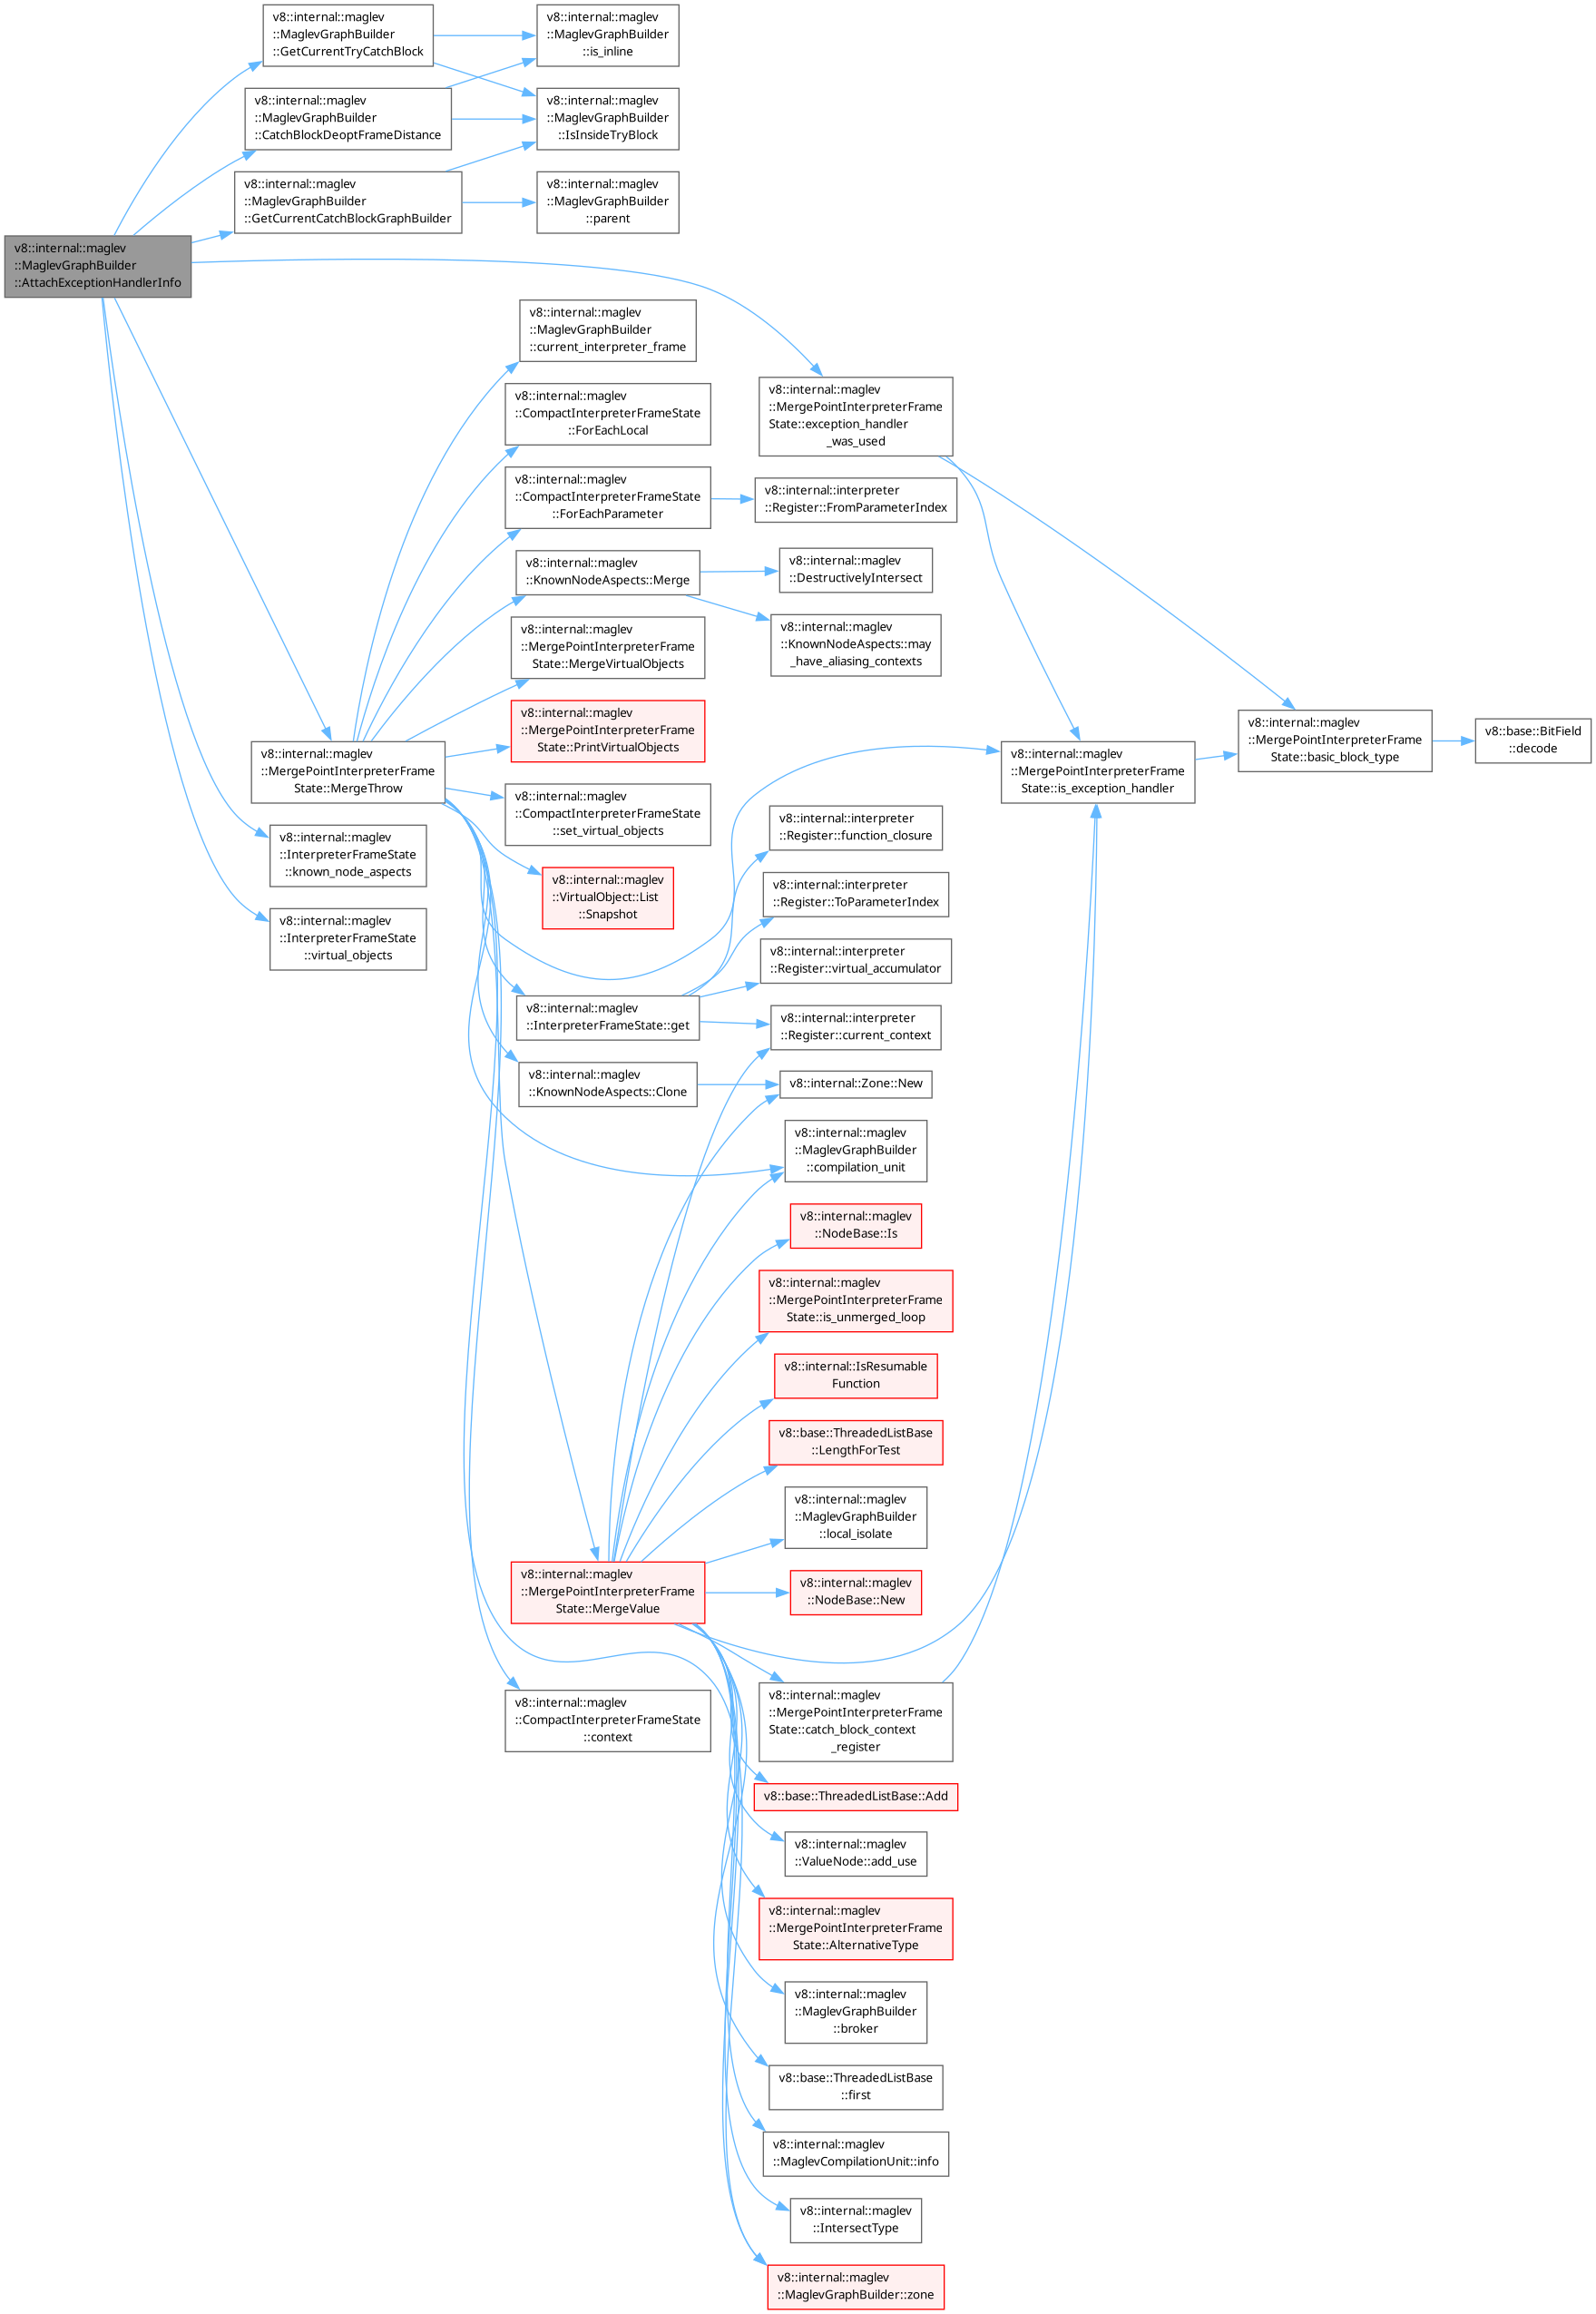 v8::internal::maglev
::MaglevGraphBuilder
::AttachExceptionHandlerInfo
v8::internal::maglev
::MaglevGraphBuilder
::GetCurrentTryCatchBlock
v8::internal::maglev
::MaglevGraphBuilder
::CatchBlockDeoptFrameDistance
v8::internal::maglev
::MaglevGraphBuilder
::GetCurrentCatchBlockGraphBuilder
v8::internal::maglev
::MergePointInterpreterFrame
State::MergeThrow
v8::internal::maglev
::InterpreterFrameState
::known_node_aspects
v8::internal::maglev
::InterpreterFrameState
::virtual_objects
v8::internal::maglev
::MaglevGraphBuilder
::is_inline
v8::internal::maglev
::MaglevGraphBuilder
::IsInsideTryBlock
v8::internal::maglev
::MaglevGraphBuilder
::parent
v8::internal::maglev
::MaglevGraphBuilder
::current_interpreter_frame
v8::internal::maglev
::CompactInterpreterFrameState
::ForEachLocal
v8::internal::maglev
::CompactInterpreterFrameState
::ForEachParameter
v8::internal::maglev
::KnownNodeAspects::Merge
v8::internal::maglev
::MergePointInterpreterFrame
State::MergeVirtualObjects
v8::internal::maglev
::MergePointInterpreterFrame
State::PrintVirtualObjects
v8::internal::maglev
::CompactInterpreterFrameState
::set_virtual_objects
v8::internal::maglev
::VirtualObject::List
::Snapshot
v8::internal::maglev
::InterpreterFrameState::get
v8::internal::maglev
::KnownNodeAspects::Clone
v8::internal::maglev
::MergePointInterpreterFrame
State::MergeValue
v8::internal::maglev
::CompactInterpreterFrameState
::context
v8::internal::maglev
::MergePointInterpreterFrame
State::exception_handler
_was_used
v8::internal::interpreter
::Register::FromParameterIndex
v8::internal::maglev
::DestructivelyIntersect
v8::internal::maglev
::KnownNodeAspects::may
_have_aliasing_contexts
v8::internal::interpreter
::Register::function_closure
v8::internal::interpreter
::Register::ToParameterIndex
v8::internal::interpreter
::Register::virtual_accumulator
v8::internal::interpreter
::Register::current_context
v8::internal::Zone::New
v8::internal::maglev
::MaglevGraphBuilder
::compilation_unit
v8::internal::maglev
::NodeBase::Is
v8::internal::maglev
::MergePointInterpreterFrame
State::is_unmerged_loop
v8::internal::IsResumable
Function
v8::base::ThreadedListBase
::LengthForTest
v8::internal::maglev
::MaglevGraphBuilder
::local_isolate
v8::internal::maglev
::NodeBase::New
v8::internal::maglev
::MergePointInterpreterFrame
State::catch_block_context
_register
v8::base::ThreadedListBase::Add
v8::internal::maglev
::ValueNode::add_use
v8::internal::maglev
::MergePointInterpreterFrame
State::AlternativeType
v8::internal::maglev
::MaglevGraphBuilder
::broker
v8::base::ThreadedListBase
::first
v8::internal::maglev
::MaglevCompilationUnit::info
v8::internal::maglev
::IntersectType
v8::internal::maglev
::MaglevGraphBuilder::zone
v8::internal::maglev
::MergePointInterpreterFrame
State::is_exception_handler
v8::internal::maglev
::MergePointInterpreterFrame
State::basic_block_type
v8::base::BitField
::decode